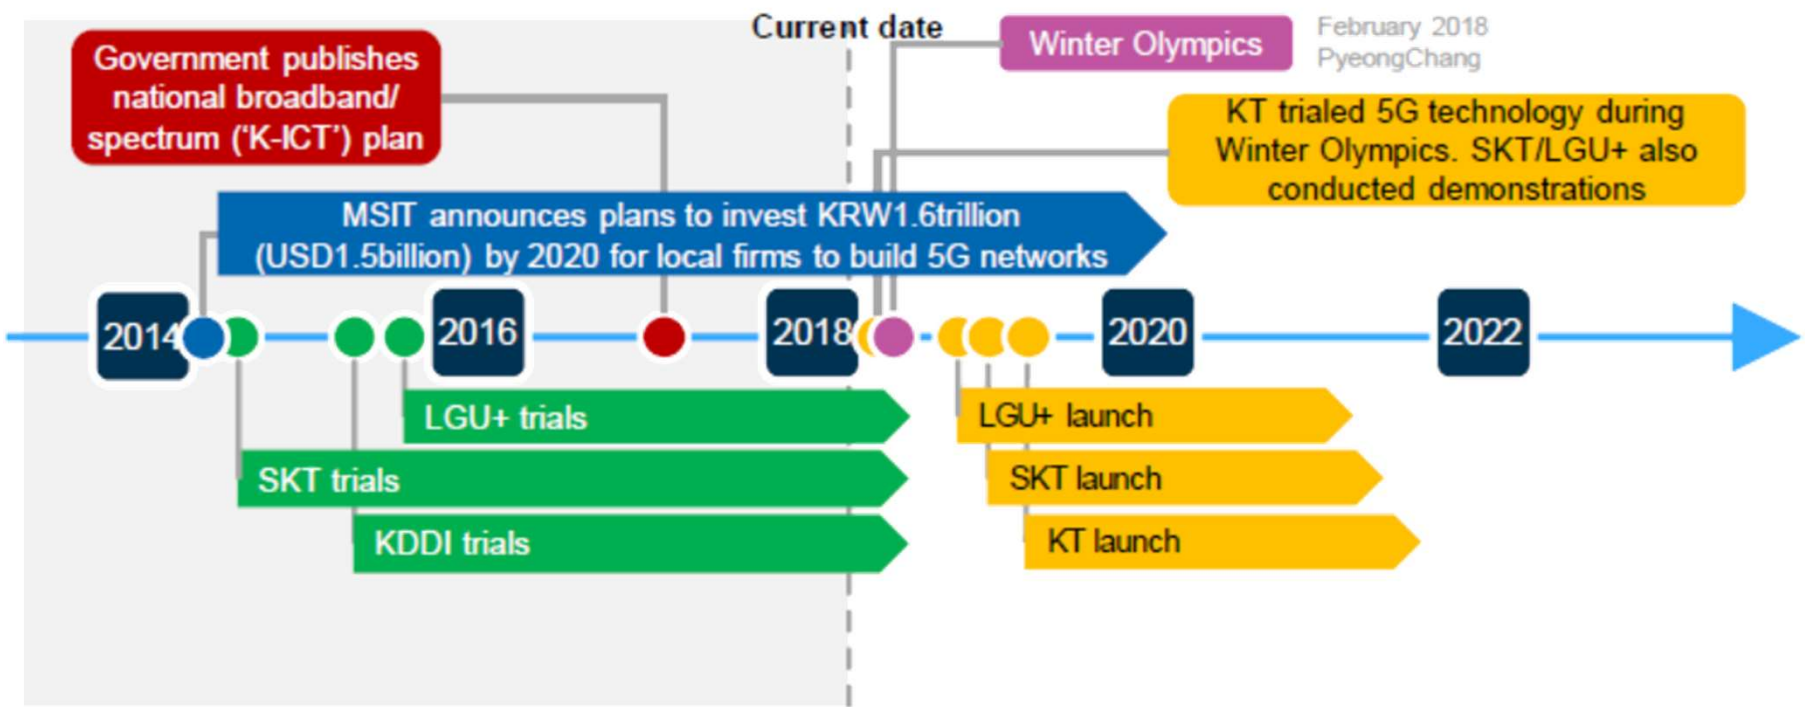 Current date
Government publishes
national broadband/
spectrum (‘K-ICT’) plan
Winter Olympics
February 2018
PyeongChang
KT trialed 5G technology during
Winter Olympics. SKT/LGU+ also
conducted demonstrations
MSIT announces plans to invest KRW1.6trillion
(USD1.5billion) by 2020 for local firms to build 5G networks
2014
2016
2018
2020
2022
LGU+ trials
LGU+ launch
SKT trials
SKT launch
KDDI trials
KT launch